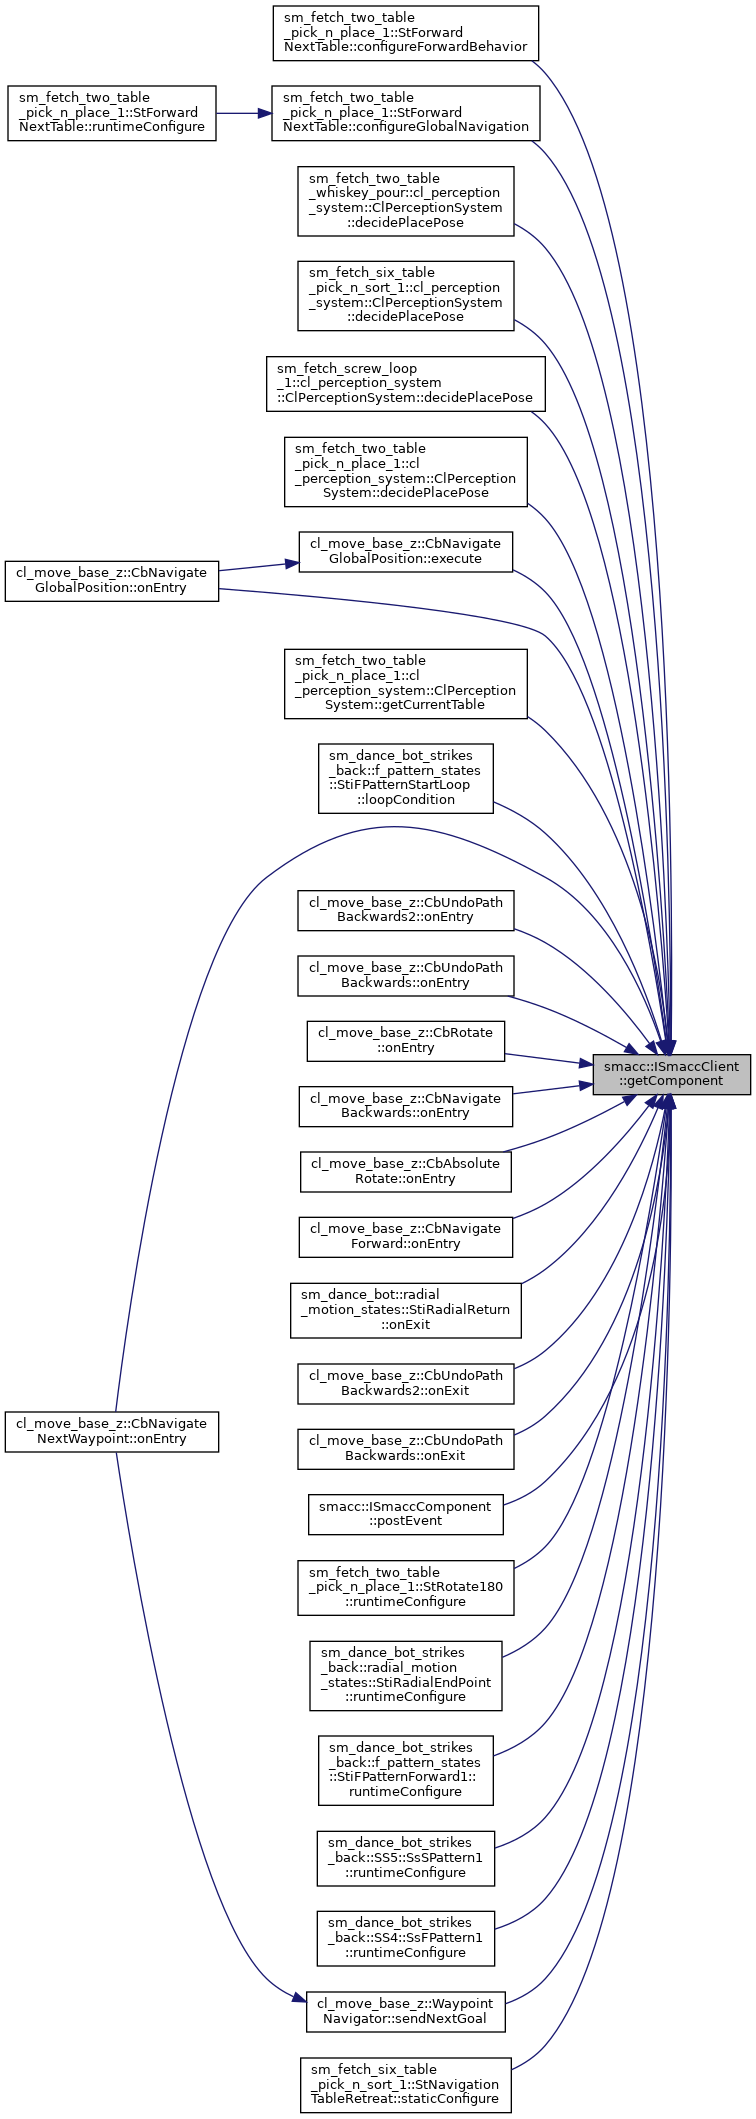 sm_fetch_two_table
_pick_n_place_1::StForward
NextTable::configureForwardBehavior
sm_fetch_two_table
_pick_n_place_1::StForward
NextTable::runtimeConfigure
sm_fetch_two_table
_pick_n_place_1::StForward
NextTable::configureGlobalNavigation
sm_fetch_two_table
_whiskey_pour::cl_perception
_system::ClPerceptionSystem
::decidePlacePose
sm_fetch_six_table
_pick_n_sort_1::cl_perception
_system::ClPerceptionSystem
::decidePlacePose
sm_fetch_screw_loop
_1::cl_perception_system
::ClPerceptionSystem::decidePlacePose
sm_fetch_two_table
_pick_n_place_1::cl
_perception_system::ClPerception
System::decidePlacePose
cl_move_base_z::CbNavigate
GlobalPosition::execute
cl_move_base_z::CbNavigate
GlobalPosition::onEntry
sm_fetch_two_table
_pick_n_place_1::cl
_perception_system::ClPerception
System::getCurrentTable
sm_dance_bot_strikes
_back::f_pattern_states
::StiFPatternStartLoop
::loopCondition
cl_move_base_z::CbUndoPath
Backwards2::onEntry
cl_move_base_z::CbUndoPath
Backwards::onEntry
cl_move_base_z::CbRotate
::onEntry
smacc::ISmaccClient
::getComponent
cl_move_base_z::CbNavigate
Backwards::onEntry
cl_move_base_z::CbAbsolute
Rotate::onEntry
cl_move_base_z::CbNavigate
Forward::onEntry
sm_dance_bot::radial
_motion_states::StiRadialReturn
::onExit
cl_move_base_z::CbUndoPath
Backwards2::onExit
cl_move_base_z::CbNavigate
NextWaypoint::onEntry
cl_move_base_z::CbUndoPath
Backwards::onExit
smacc::ISmaccComponent
::postEvent
sm_fetch_two_table
_pick_n_place_1::StRotate180
::runtimeConfigure
sm_dance_bot_strikes
_back::radial_motion
_states::StiRadialEndPoint
::runtimeConfigure
sm_dance_bot_strikes
_back::f_pattern_states
::StiFPatternForward1::
runtimeConfigure
sm_dance_bot_strikes
_back::SS5::SsSPattern1
::runtimeConfigure
sm_dance_bot_strikes
_back::SS4::SsFPattern1
::runtimeConfigure
cl_move_base_z::Waypoint
Navigator::sendNextGoal
sm_fetch_six_table
_pick_n_sort_1::StNavigation
TableRetreat::staticConfigure